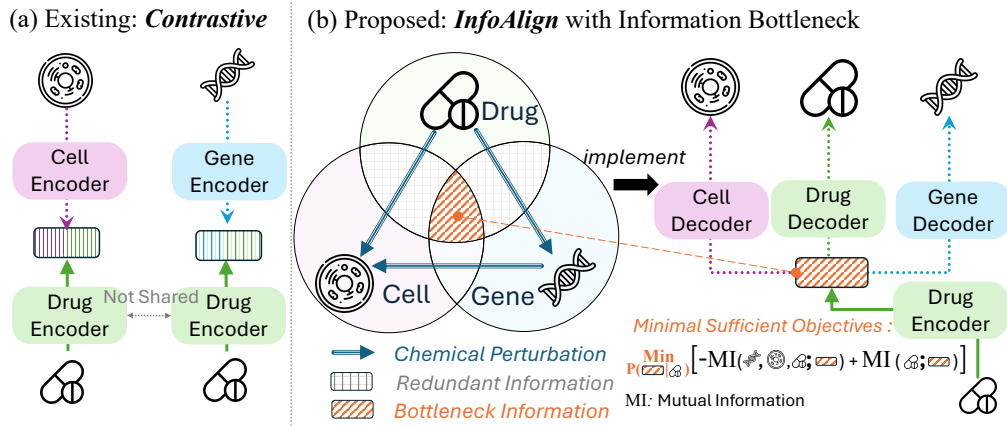 (a) Existing: Contrastive
(b) Proposed: InfoAlign with Information Bottleneck
Cell
Encoder
Gene
Encoder
Not Shared
Drug
Encoder
Drug
Encoder
Drug
Cell
Gene
implement
Cell
Decoder
Drug
Decoder
Gene
Decoder
Drug
Encoder
Chemical Perturbation
Redundant Information
Bottleneck Information
Minimal Sufficient Objectives :
Min [-MI( , , ; ) + MI ( ; )]
P( | )
MI: Mutual Information